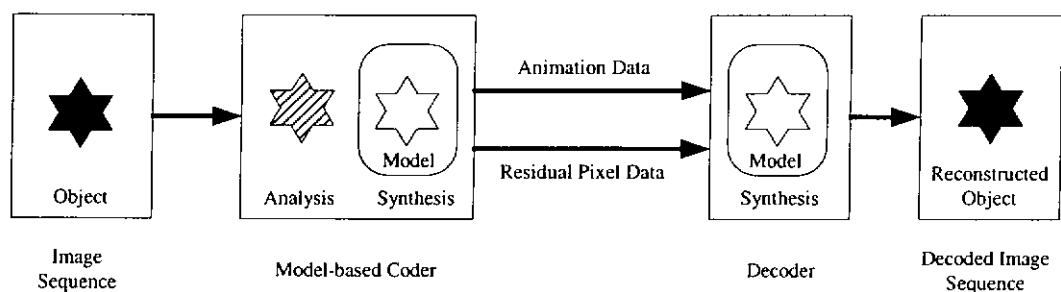 Animation Data
Model
Residual Pixel Data
Model
Object
Analysis
Synthesis
Synthesis
Reconstructed
Object
Image
Sequence
Model-based Coder
Decoder
Decoded Image
Sequence